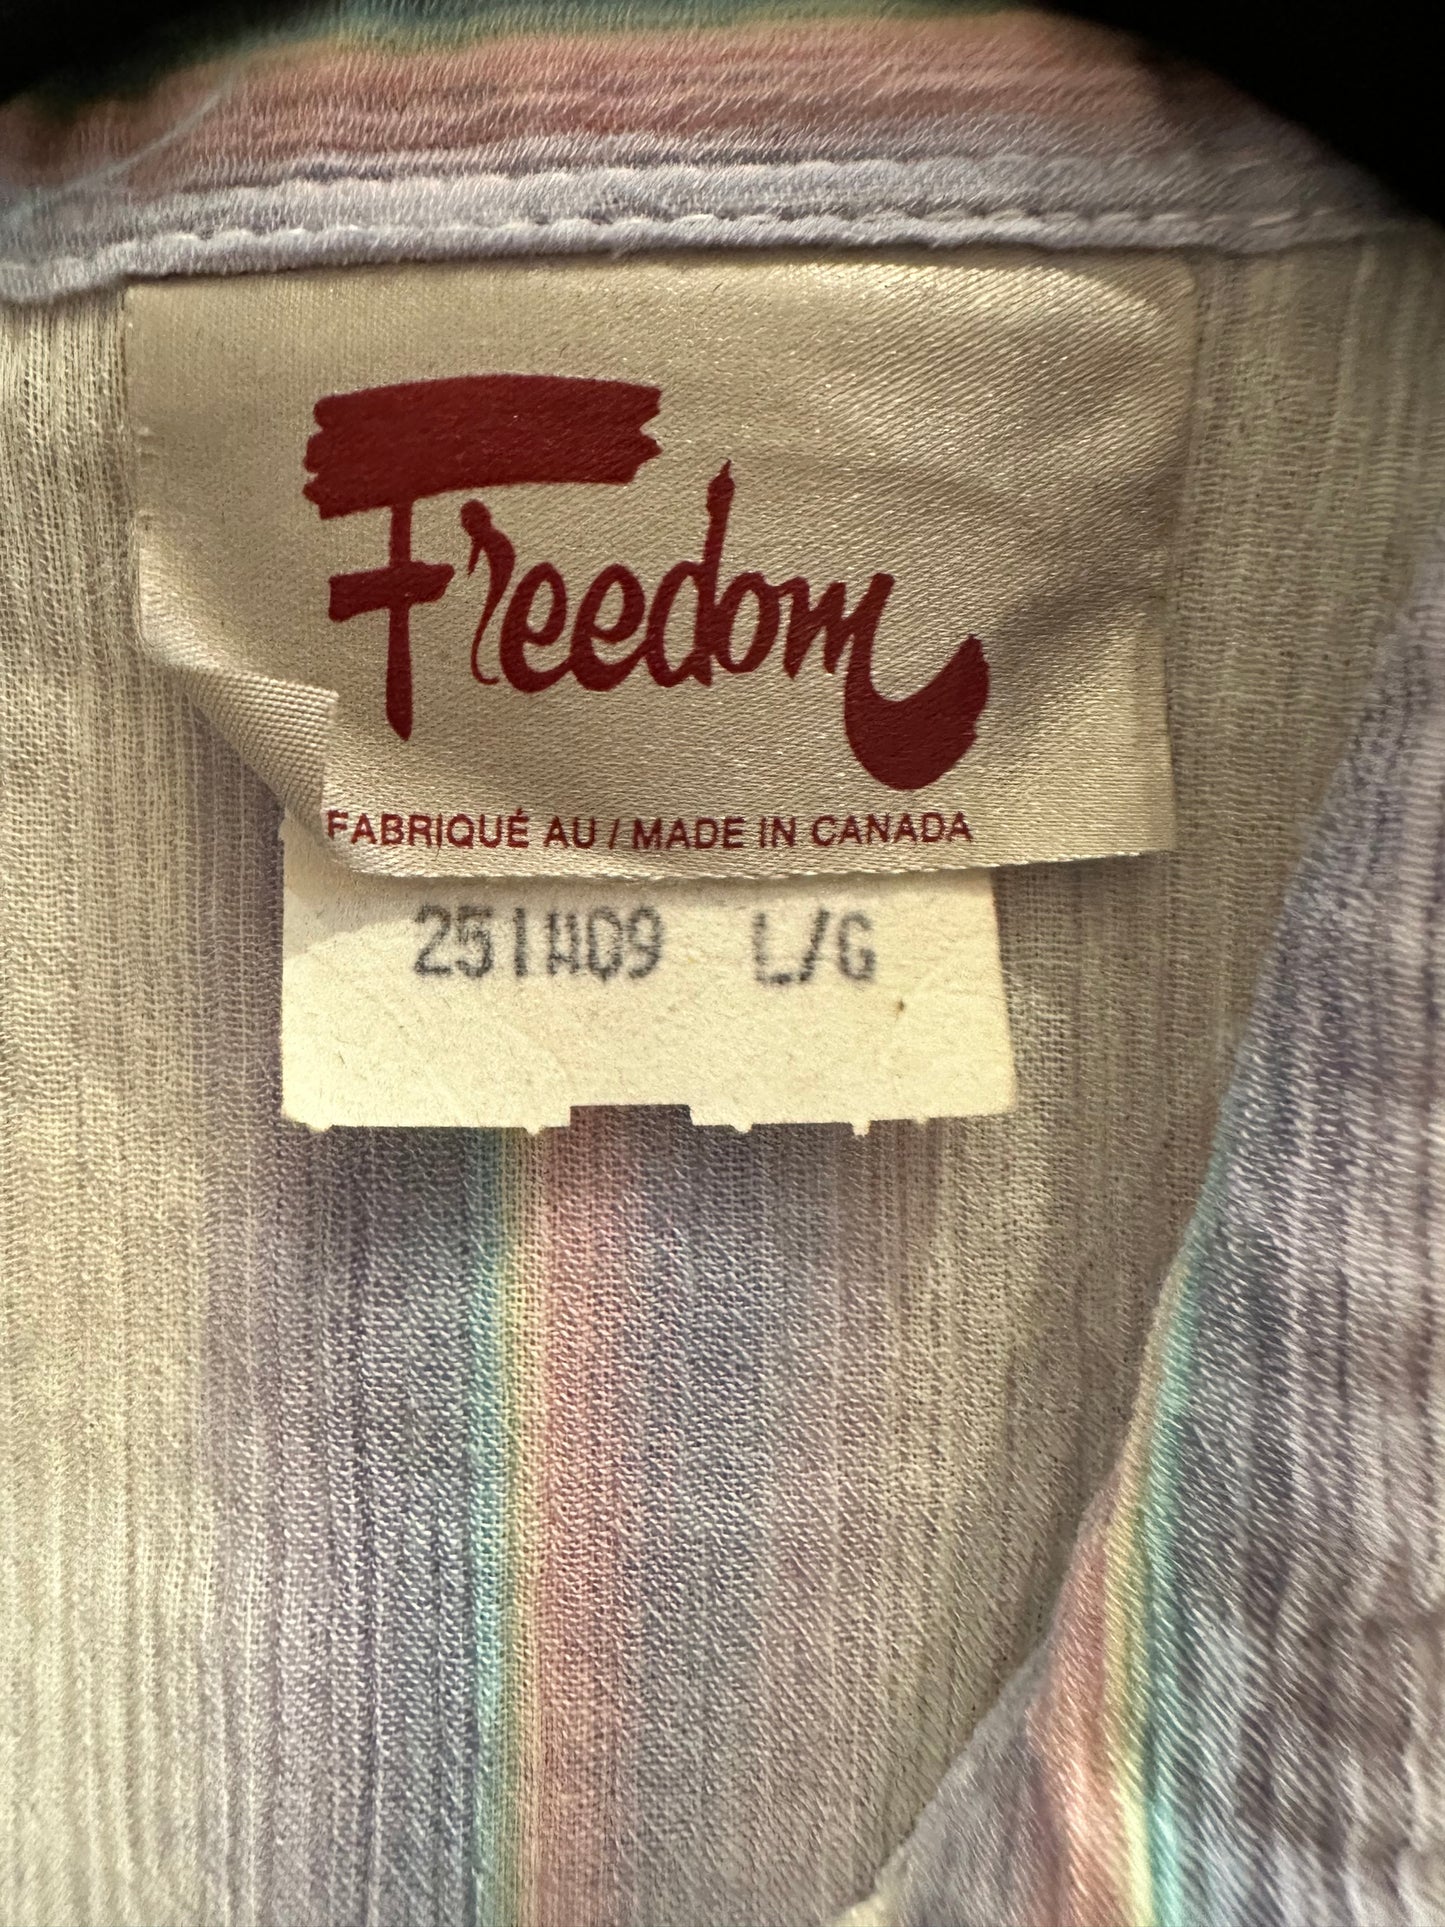 Freedom
FABRIQUÉ AU / MADE IN CANADA
251A09 L/G